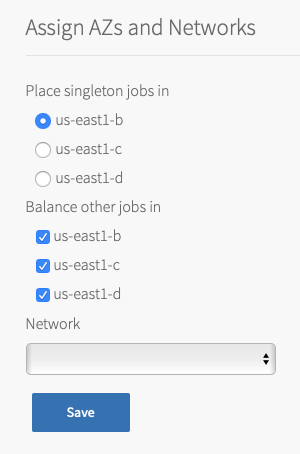 Assign AZs and Networks
Place singleton jobs in
us-east1-b
us-east1-c
us-east1-d
Balance other jobs in
us-east1-b
us-east1-c
us-east1-d
Network
Save